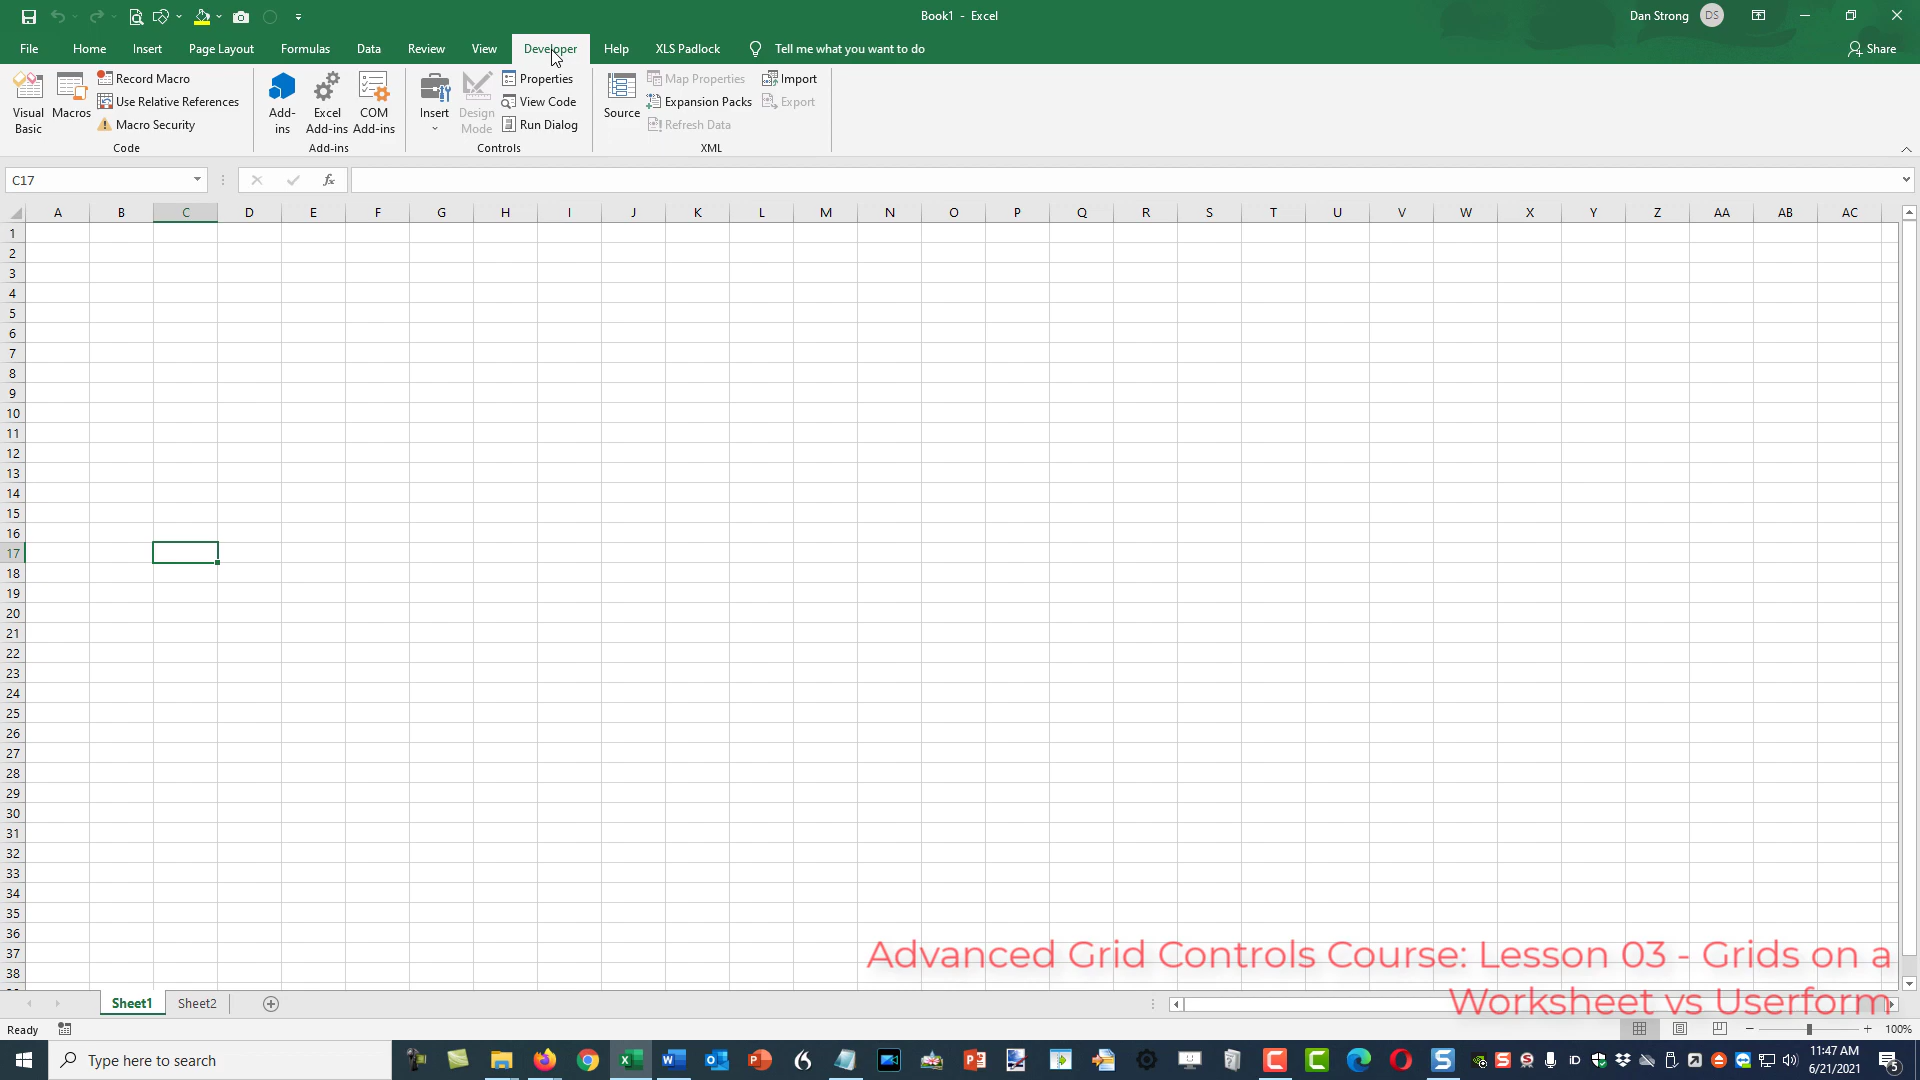 Book1 - Excel
Dan Strong DS
File Home Insert Page Layout Formulas Data Review View Developer Help XLS Padlock Tell me what you want to do Share
Visual Basic
Macros
Record Macro
Use Relative References
Macro Security
Code
Add-ins
Excel Add-ins
COM Add-ins
Add-ins
Insert
Design Mode
Properties
View Code
Run Dialog
Controls
Source
Map Properties
Expansion Packs
Refresh Data
Import
Export
XML
C17 fx
A B C D E F G H I J K L M N O P Q R S T U V W X Y Z AA AB AC
1
2
3
4
5
6
7
8
9
10
11
12
13
14
15
16
17
18
19
20
21
22
23
24
25
26
27
28
29
30
31
32
33
34
35
36
37
38
Advanced Grid Controls Course: Lesson 03 - Grids on a
Worksheet vs Userform
Sheet1 Sheet2
Ready 100%
Type here to search
11:47 AM
6/21/2021
5